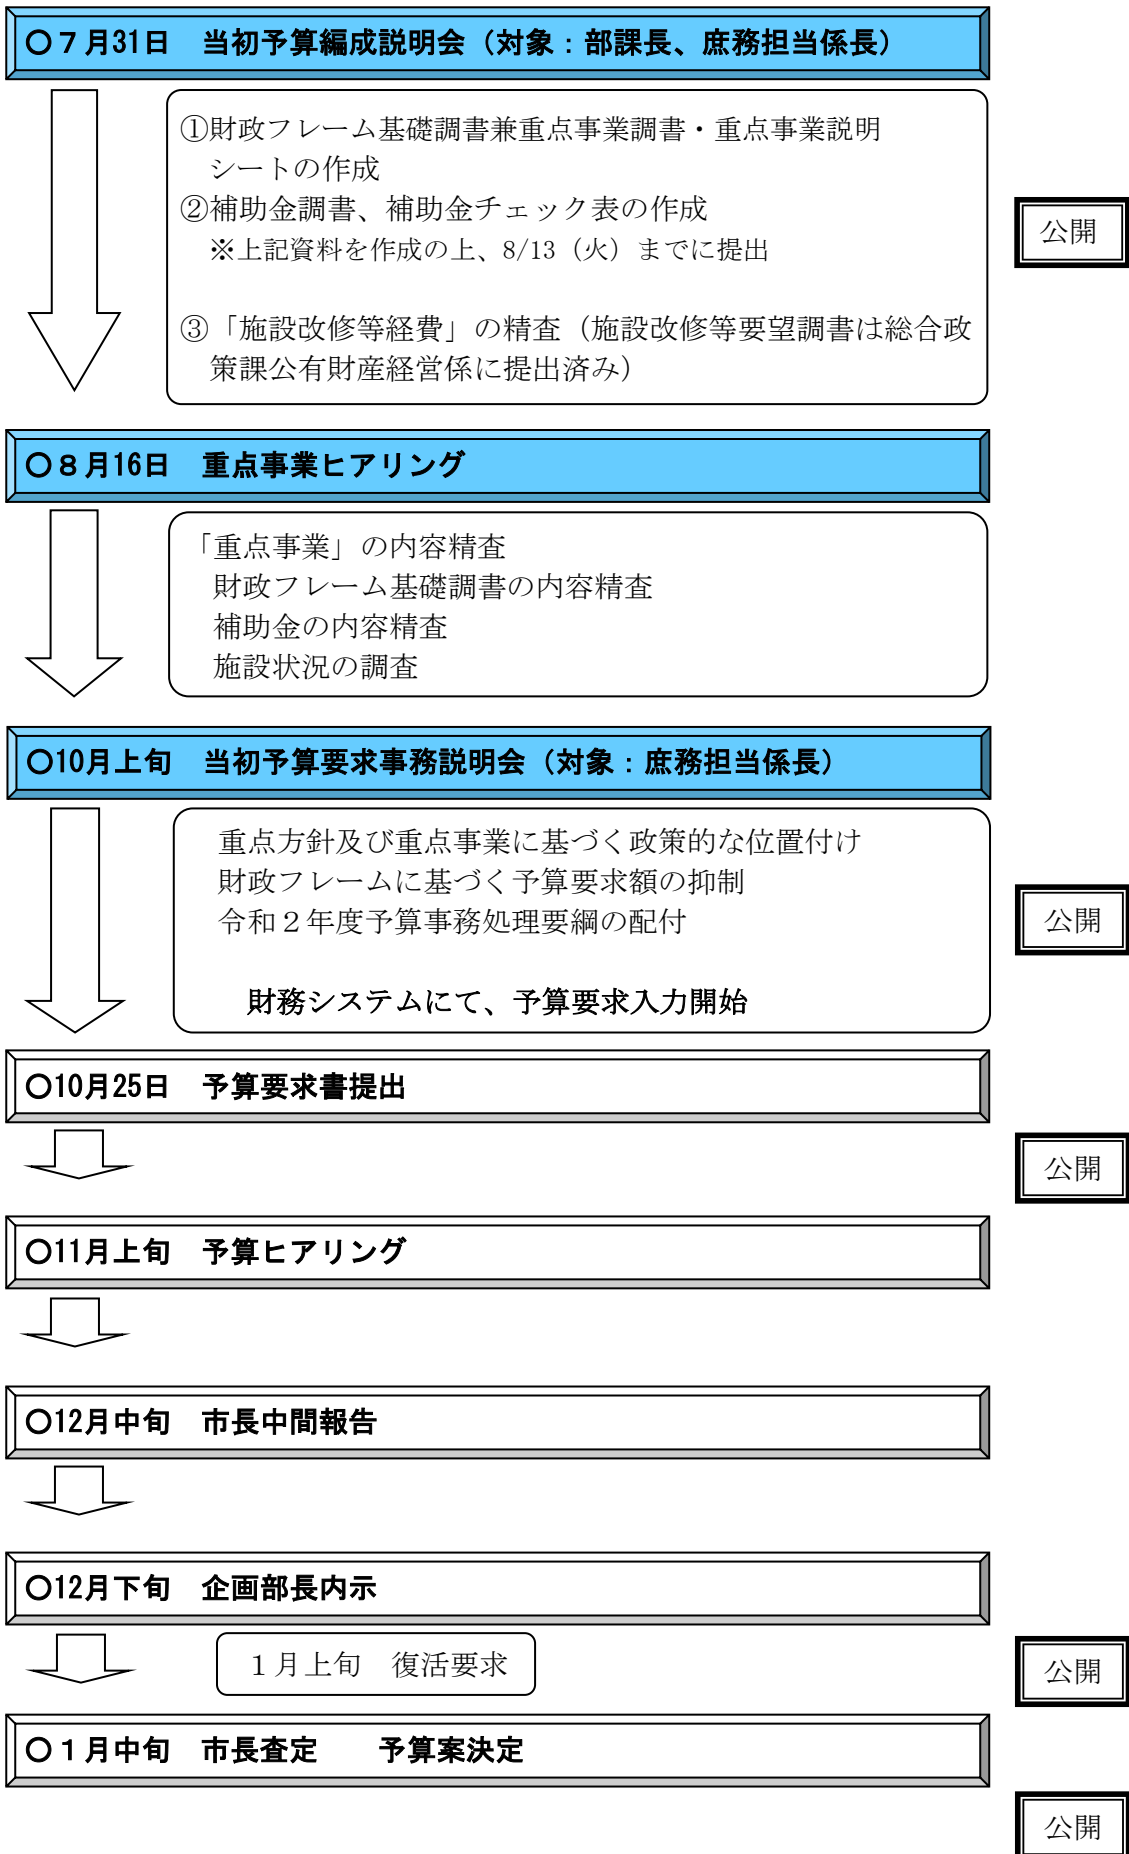 〇７月31日　当初予算編成説明会（対象：部課長、庶務担当係長）
①財政フレーム基礎調書兼重点事業調書・重点事業説明
シートの作成
②補助金調書、補助金チェック表の作成
※上記資料を作成の上、8/13（火）までに提出
公開
③「施設改修等経費」の精査（施設改修等要望調書は総合政
策課公有財産経営係に提出済み）
〇８月16日　重点事業ヒアリング
「重点事業」の内容精査
財政フレーム基礎調書の内容精査
補助金の内容精査
施設状況の調査
〇10月上旬　当初予算要求事務説明会（対象：庶務担当係長）
重点方針及び重点事業に基づく政策的な位置付け
財政フレームに基づく予算要求額の抑制
令和２年度予算事務処理要綱の配付
公開
財務システムにて、予算要求入力開始
〇10月25日　予算要求書提出
公開
〇11月上旬　予算ヒアリング
〇12月中旬　市長中間報告
〇12月下旬　企画部長内示
１月上旬　復活要求
公開
〇１月中旬　市長査定　　予算案決定
公開